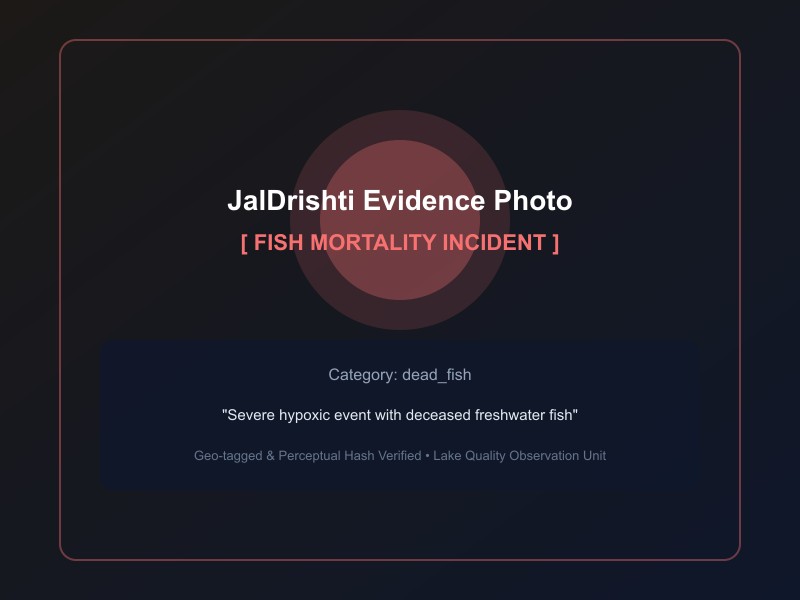 JalDrishti Evidence Photo
[ FISH MORTALITY INCIDENT ]
Category: dead_fish
"Severe hypoxic event with deceased freshwater fish"
Geo-tagged & Perceptual Hash Verified • Lake Quality Observation Unit